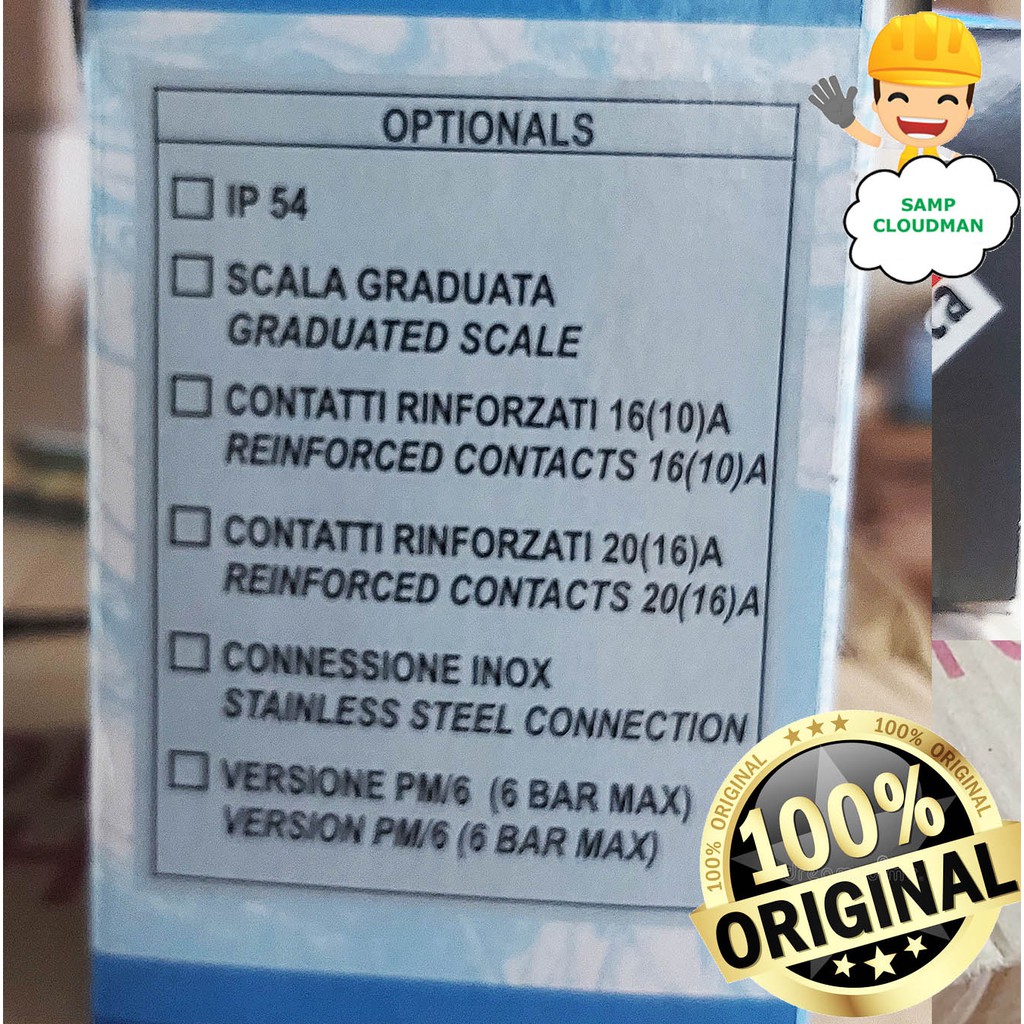 OPTIONALS
IP 54
SCALA GRADUATA
GRADUATED SCALE
CONTATTI RINFORZATI 16(10)A
REINFORCED CONTACTS 16(10)A
CONTATTI RINFORZATI 20(16)A
REINFORCED CONTACTS 20(16)A
CONNESSIONE INOX
STAINLESS STEEL CONNECTION
VERSIONE PM/6 (6 BAR MAX)
VERSION PM/6 (6 BAR MAX)
SAMP
CLOUDMAN
100% ORIGINAL
100% ORIGINAL
100%
ORIGINAL